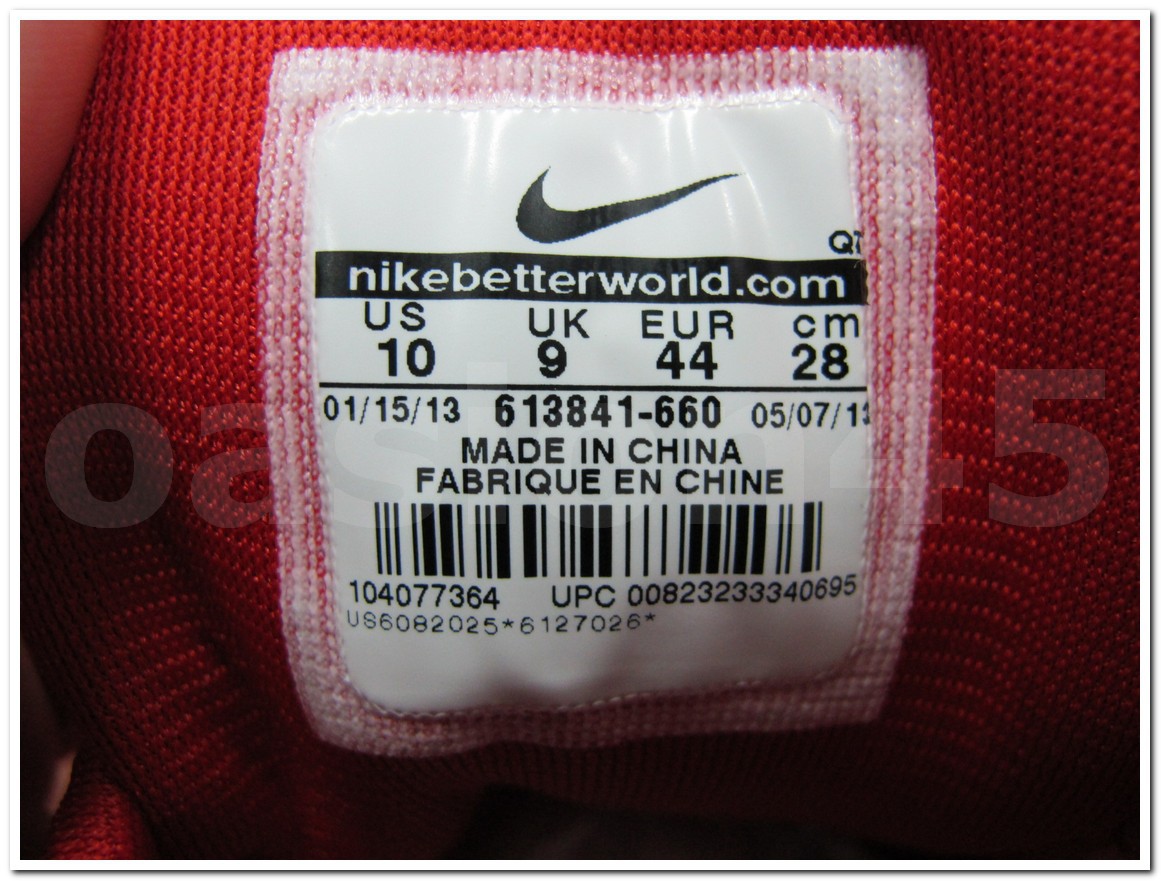 QT
nikebetterworld.com
US UK EUR cm
10 9 44 28
01/15/13 613841-660 05/07/13
MADE IN CHINA
FABRIQUE EN CHINE
104077364 UPC 00823233340695
US6082025*6127026*